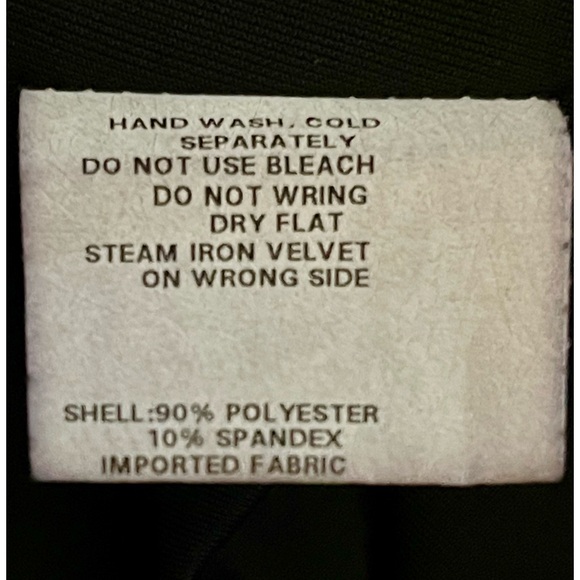 HAND WASH. COLD
SEPARATELY
DO NOT USE BLEACH
DO NOT WRING
DRY FLAT
STEAM IRON VELVET
ON WRONG SIDE
SHELL:90% POLYESTER
10% SPANDEX
IMPORTED FABRIC